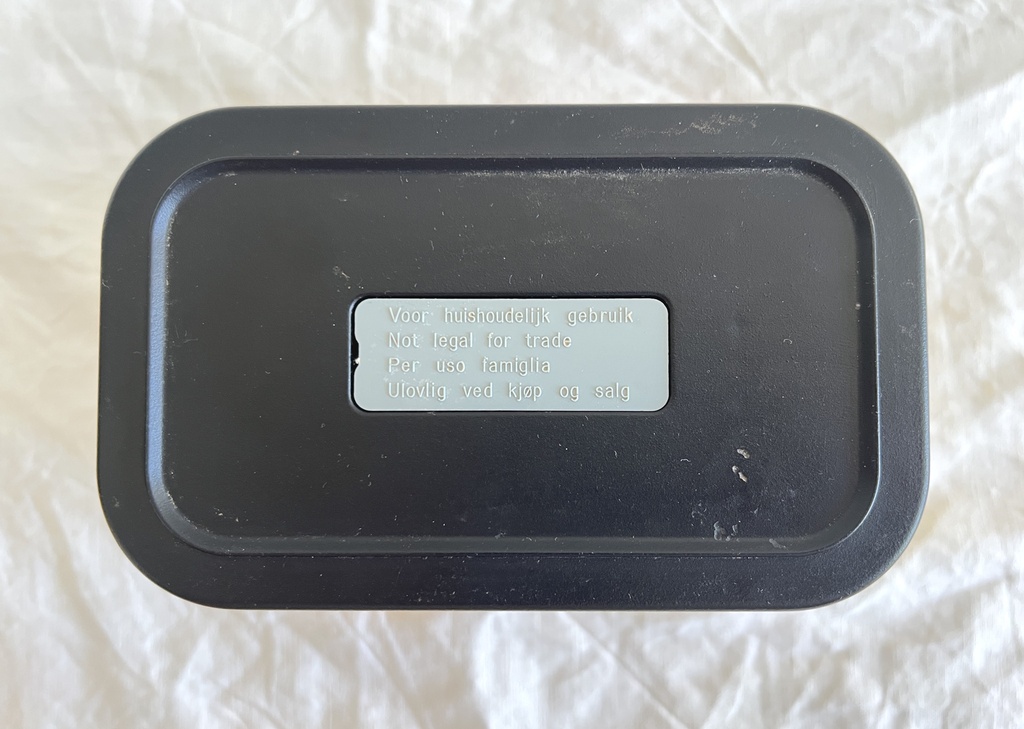 Voor huishoudelijk gebruik
Not legal for trade
Per uso famiglia
Ulovlig ved kjøp og salg